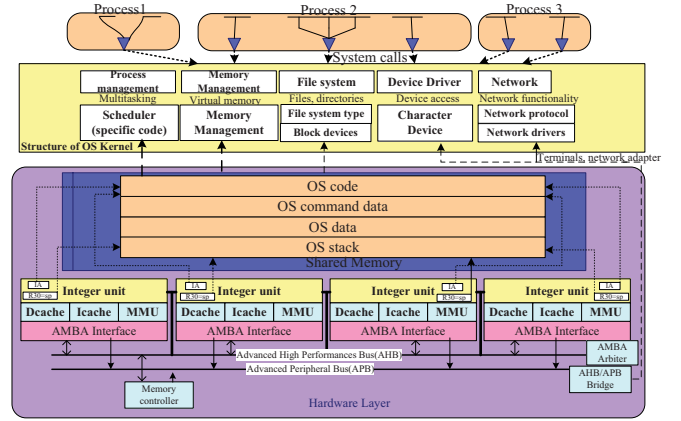 Process1
Process 2
Process 3
System calls
Process management
Memory Management
File system
Device Driver
Network
Multitasking
Virtual memory
Files, directories
Device access
Network functionality
Scheduler
(specific code)
Memory
Management
File system type
Block devices
Character
Device
Network protocol
Network drivers
Structure of OS Kernel
Terminals, network adapter
OS code
OS command data
OS data
OS stack
Shared Memory
IA
R30=sp
Integer unit
Dcache Icache MMU
AMBA Interface
IA
R30=sp
Integer unit
Dcache Icache MMU
AMBA Interface
Integer unit
IA
R30=sp
Dcache Icache MMU
AMBA Interface
Integer unit
IA
R30=sp
Dcache Icache MMU
AMBA Interface
Advanced High Performances Bus(AHB)
Advanced Peripheral Bus(APB)
AMBA
Arbiter
AHB/APB
Bridge
Memory
controller
Hardware Layer